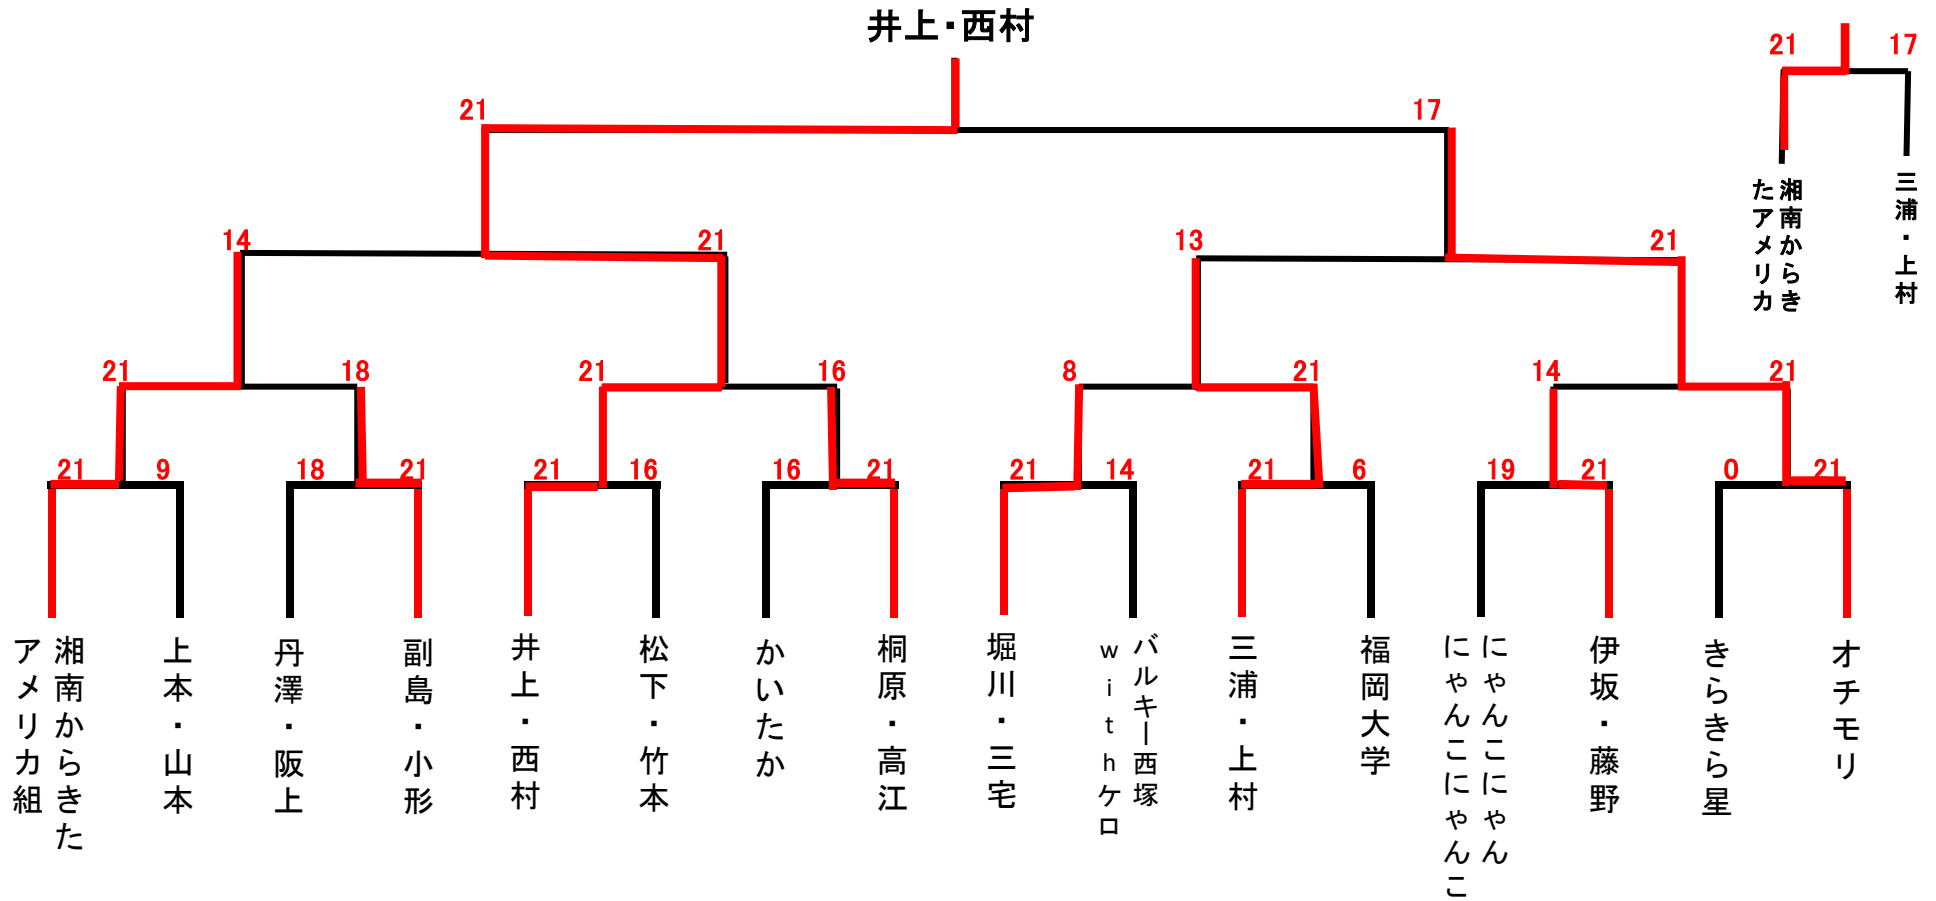 井上・西村
21
17
21
17
湘南からき
たアメリカ
三浦・上村
14
21
13
21
21
18
21
16
8
21
14
21
21
9
18
21
21
16
16
21
21
14
21
6
19
21
0
21
湘南からきた
アメリカ組
上本・山本
丹澤・阪上
副島・小形
井上・西村
松下・竹本
かいたか
桐原・高江
堀川・三宅
バルキー西塚
withケロ
三浦・上村
福岡大学
にゃんこにゃん
にゃんこにゃんこ
伊坂・藤野
きらきら星
オチモリ